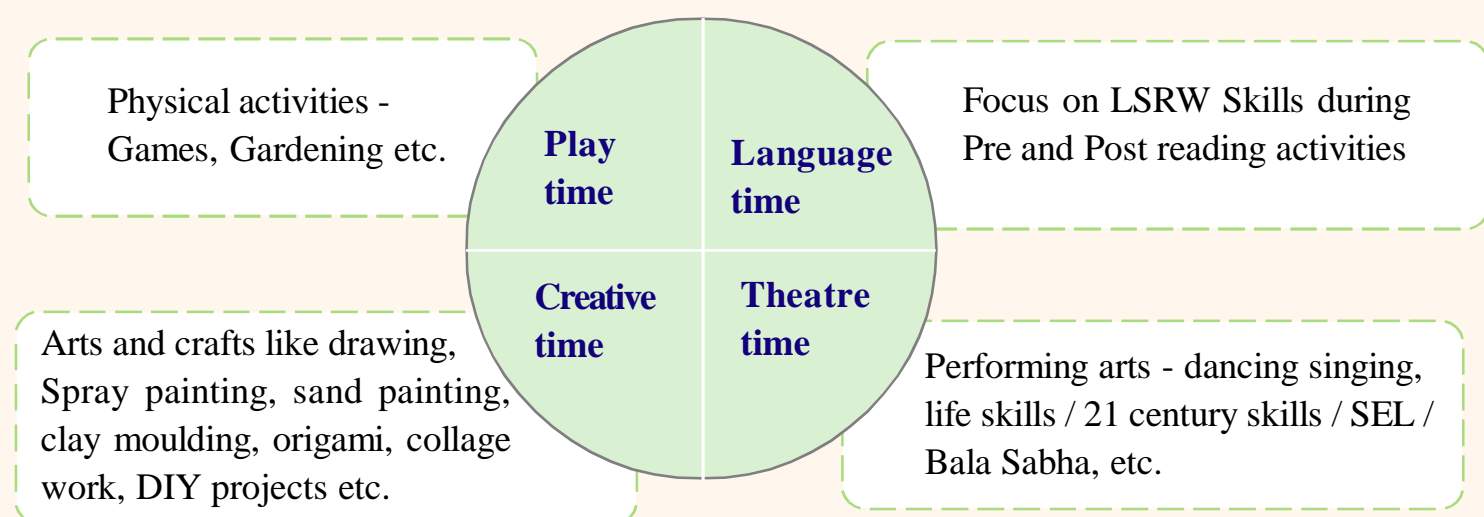 Physical activities -
Games, Gardening etc.
Play
time
Language
time
Focus on LSRW Skills during
Pre and Post reading activities
Creative
time
Theatre
time
Arts and crafts like drawing,
Spray painting, sand painting,
clay moulding, origami, collage
work, DIY projects etc.
Performing arts - dancing singing,
life skills / 21 century skills / SEL /
Bala Sabha, etc.